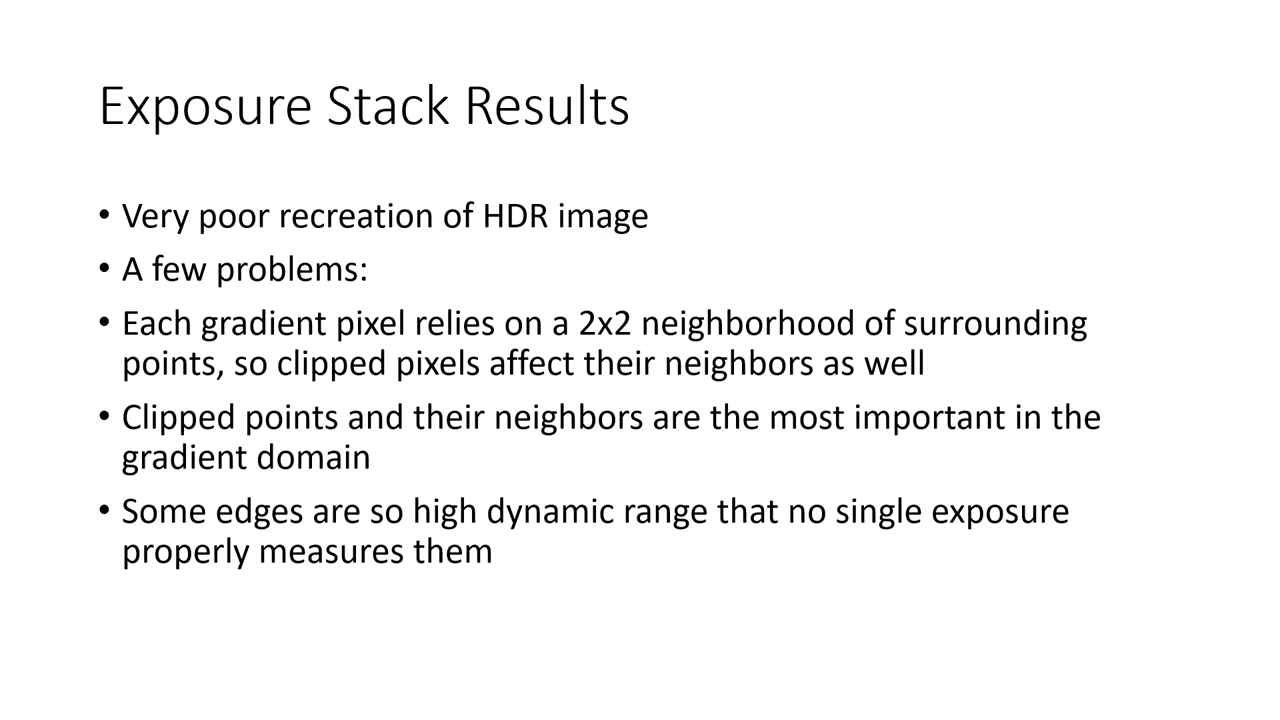 Exposure Stack Results
• Very poor recreation of HDR image
• A few problems:
• Each gradient pixel relies on a 2x2 neighborhood of surrounding
points, so clipped pixels affect their neighbors as well
• Clipped points and their neighbors are the most important in the
gradient domain
• Some edges are so high dynamic range that no single exposure
properly measures them